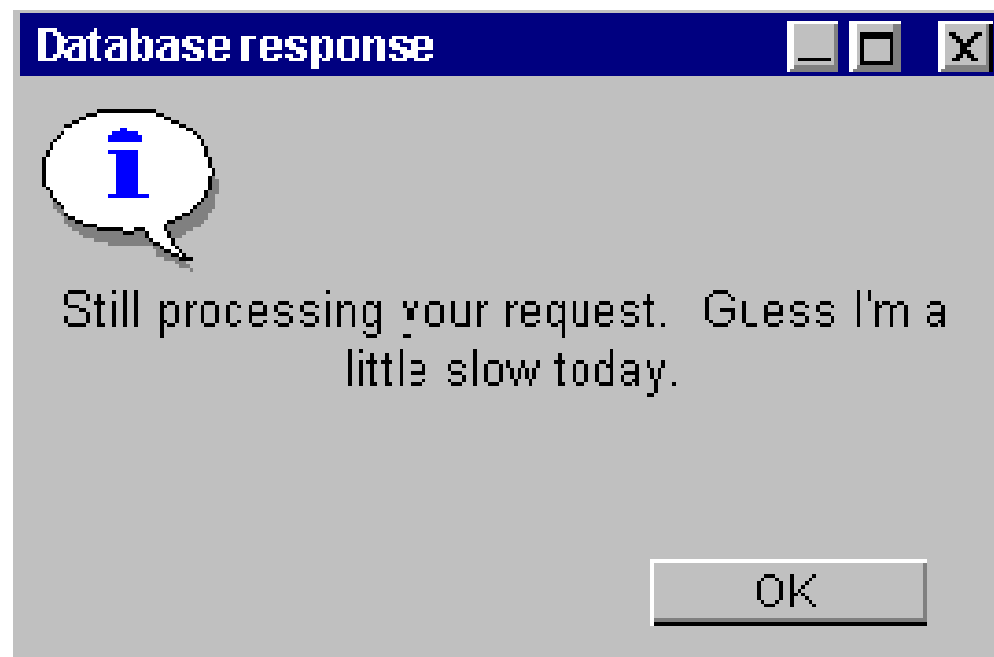 Database response
i
Still processing your request. Guess I'm a
little slow today.
OK